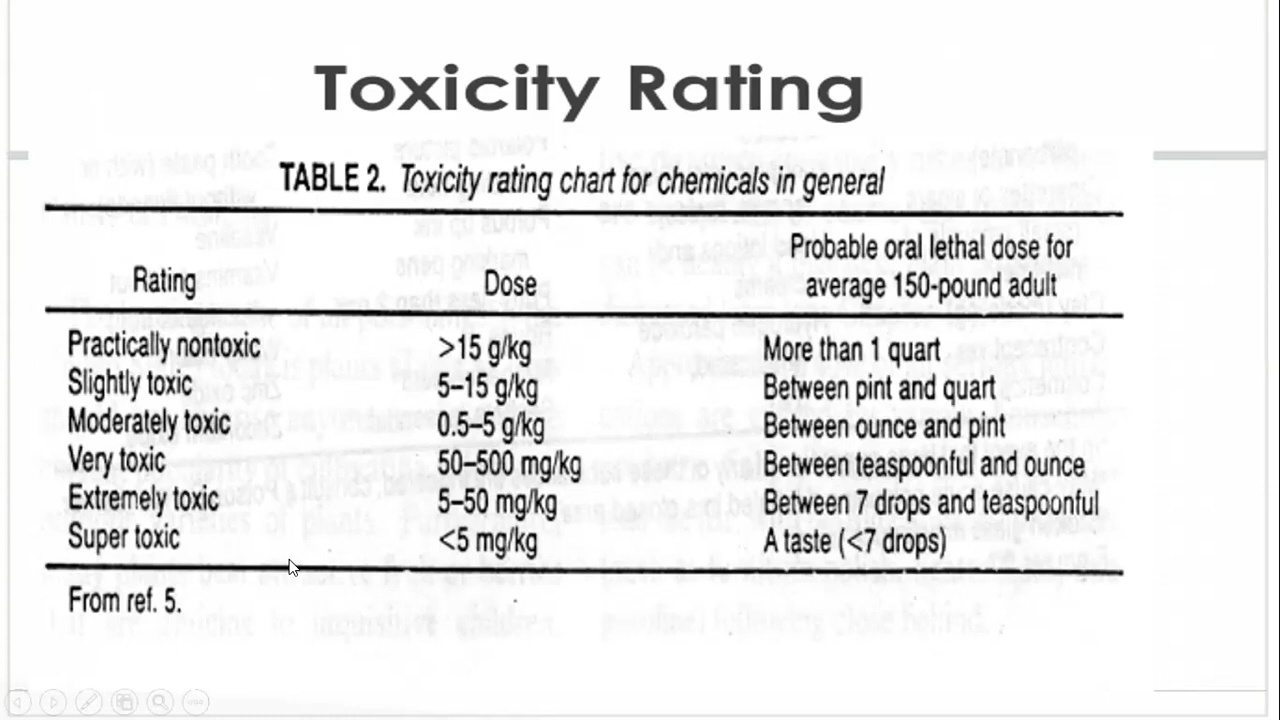 Toxicity Rating
TABLE 2. Toxicity rating chart for chemicals in general
Rating Dose Probable oral lethal dose for average 150-pound adult
Practically nontoxic >15 g/kg More than 1 quart
Slightly toxic 5–15 g/kg Between pint and quart
Moderately toxic 0.5–5 g/kg Between ounce and pint
Very toxic 50–500 mg/kg Between teaspoonful and ounce
Extremely toxic 5–50 mg/kg Between 7 drops and teaspoonful
Super toxic <5 mg/kg A taste (<7 drops)
From ref. 5.